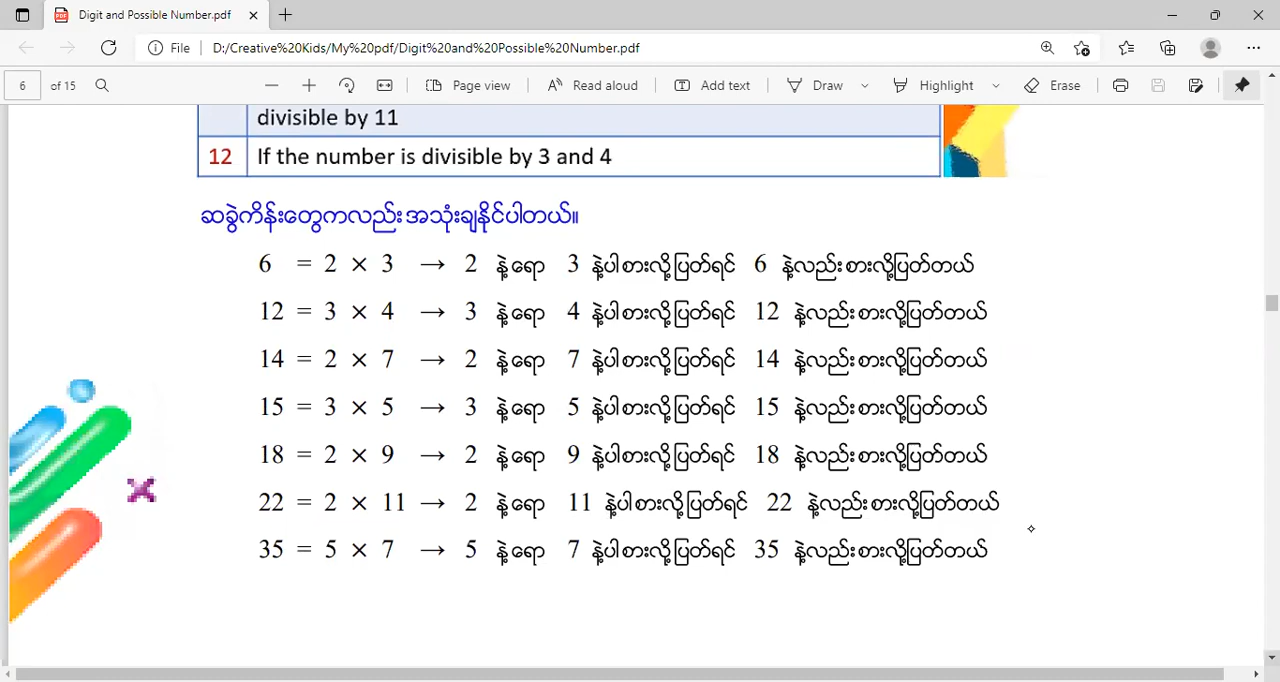 Digit and Possible Number.pdf
File D:/Creative%20Kids/My%20pdf/Digit%20and%20Possible%20Number.pdf
6 of 15 Page view Read aloud Add text Draw Highlight Erase
divisible by 11
12 If the number is divisible by 3 and 4
ဆခွဲကိန်းတွေကလည်း အသုံးချနိုင်ပါတယ်။
6 = 2 × 3 → 2 နဲ့ရော 3 နဲ့ပါ စားလို့ပြတ်ရင် 6 နဲ့လည်း စားလို့ပြတ်တယ်
12 = 3 × 4 → 3 နဲ့ရော 4 နဲ့ပါ စားလို့ပြတ်ရင် 12 နဲ့လည်း စားလို့ပြတ်တယ်
14 = 2 × 7 → 2 နဲ့ရော 7 နဲ့ပါ စားလို့ပြတ်ရင် 14 နဲ့လည်း စားလို့ပြတ်တယ်
15 = 3 × 5 → 3 နဲ့ရော 5 နဲ့ပါ စားလို့ပြတ်ရင် 15 နဲ့လည်း စားလို့ပြတ်တယ်
18 = 2 × 9 → 2 နဲ့ရော 9 နဲ့ပါ စားလို့ပြတ်ရင် 18 နဲ့လည်း စားလို့ပြတ်တယ်
22 = 2 × 11 → 2 နဲ့ရော 11 နဲ့ပါ စားလို့ပြတ်ရင် 22 နဲ့လည်း စားလို့ပြတ်တယ်
35 = 5 × 7 → 5 နဲ့ရော 7 နဲ့ပါ စားလို့ပြတ်ရင် 35 နဲ့လည်း စားလို့ပြတ်တယ်